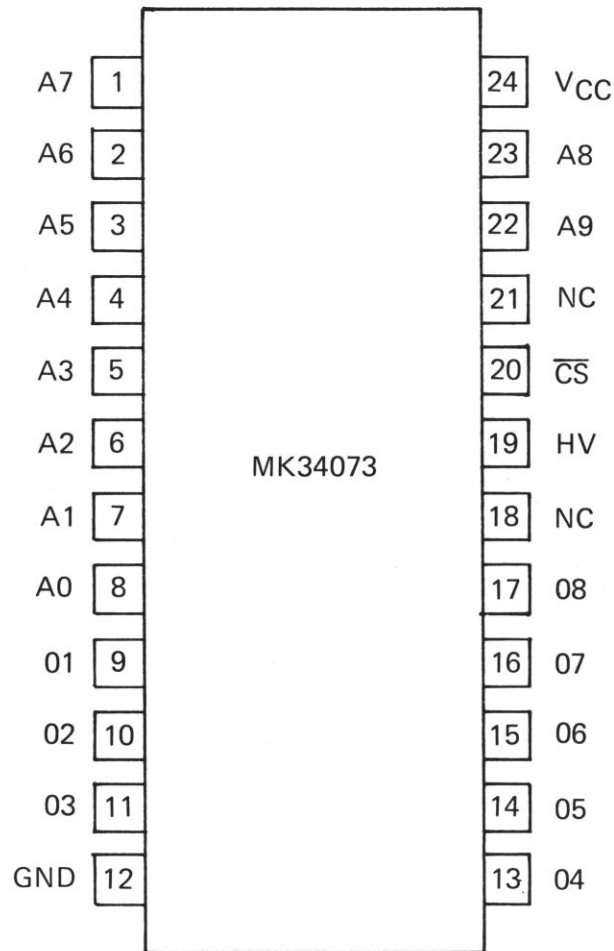 A7 1 24 VCC
A6 2 23 A8
A5 3 22 A9
A4 4 21 NC
A3 5 20 C̅S̅
A2 6 19 HV
MK34073
A1 7 18 NC
A0 8 17 08
01 9 16 07
02 10 15 06
03 11 14 05
GND 12 13 04